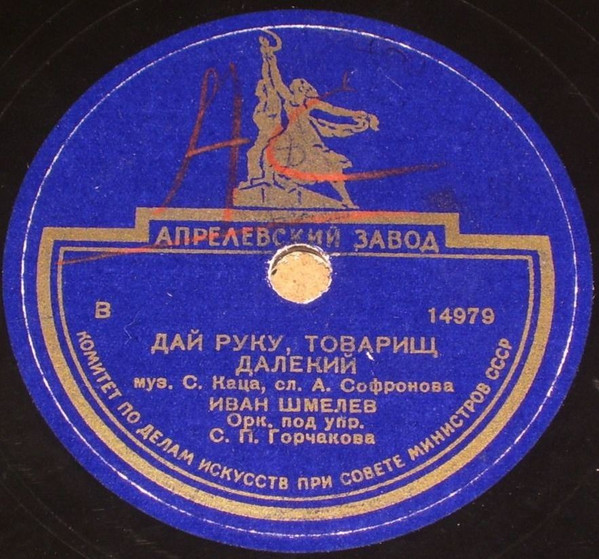 АПРЕЛЕВСКИЙ ЗАВОД
В 14979
ДАЙ РУКУ, ТОВАРИЩ
ДАЛЕКИЙ
муз. С. Каца, сл. А. Софронова
ИВАН ШМЕЛЕВ
Орк. под упр.
С. П. Горчакова
КОМИТЕТ ПО ДЕЛАМ ИСКУССТВ ПРИ СОВЕТЕ МИНИСТРОВ СССР